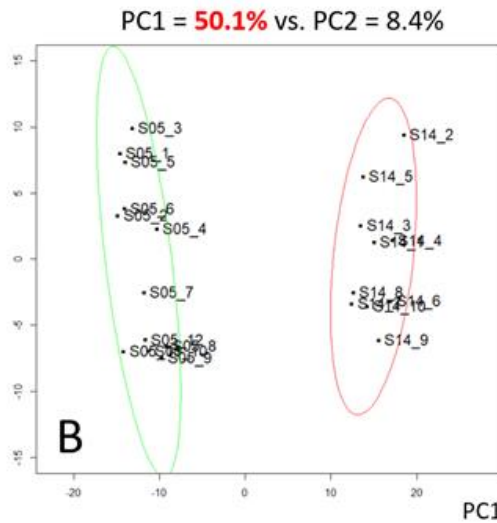 PC1 = 50.1% vs. PC2 = 8.4%
15
10
5
0
-5
-10
-15
S05_3
S14_2
S05_1
S05_5
S14_5
S05_6
S05_2
S05_4
S14_3
S14_4
S05_7
S14_8
S14_6
S14_10
S05_12
S05_8
S14_9
S05_9
B
-20
-10
0
10
20
PC1